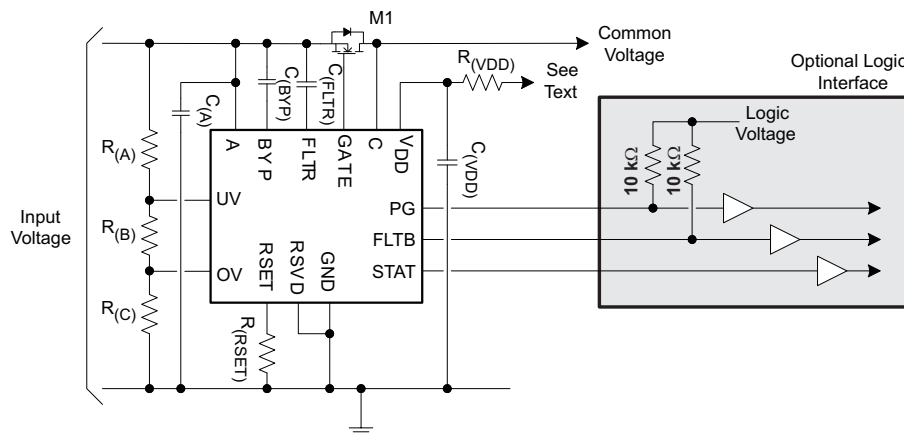 M1
Common
Voltage
R(VDD)
See
Text
Optional Logic
Interface
C(A)
C(BYP)
C(FLTR)
C(VDD)
Logic
Voltage
10 kΩ
10 kΩ
A
BYP
FLTR
GATE
C
VDD
R(A)
UV
PG
Input
Voltage
R(B)
FLTB
OV
RSET
RSVD
GND
STAT
R(C)
R(RSET)